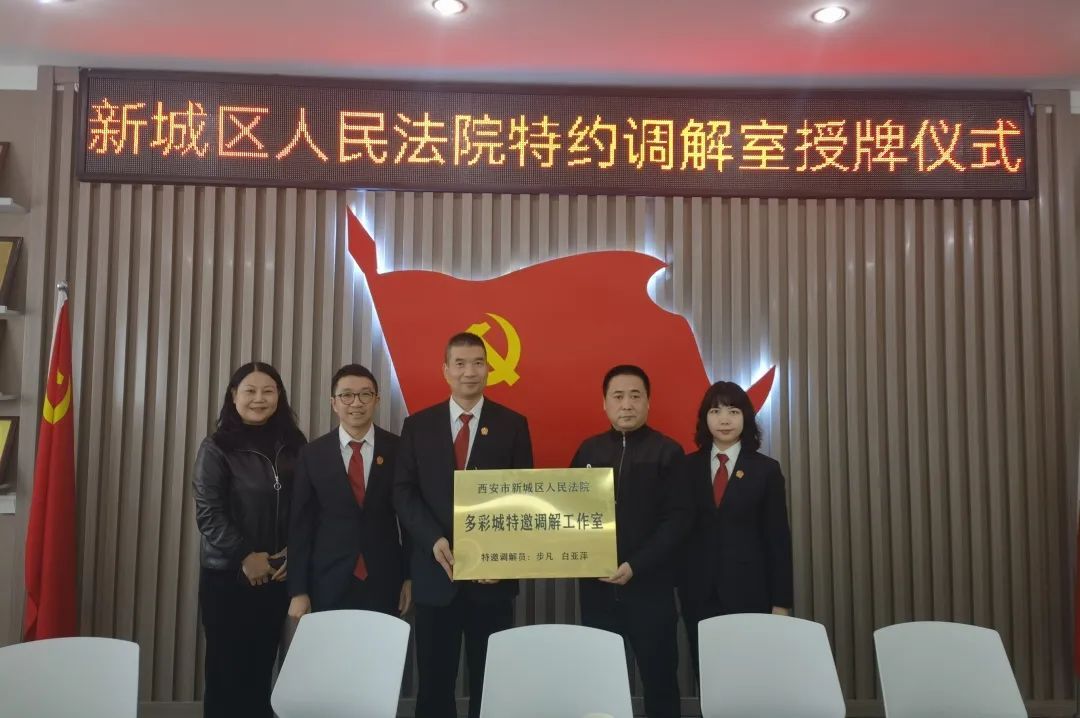 新城区人民法院特约调解室授牌仪式
西安市新城区人民法院
多彩城特邀调解工作室
特邀调解员：步凡 白亚萍